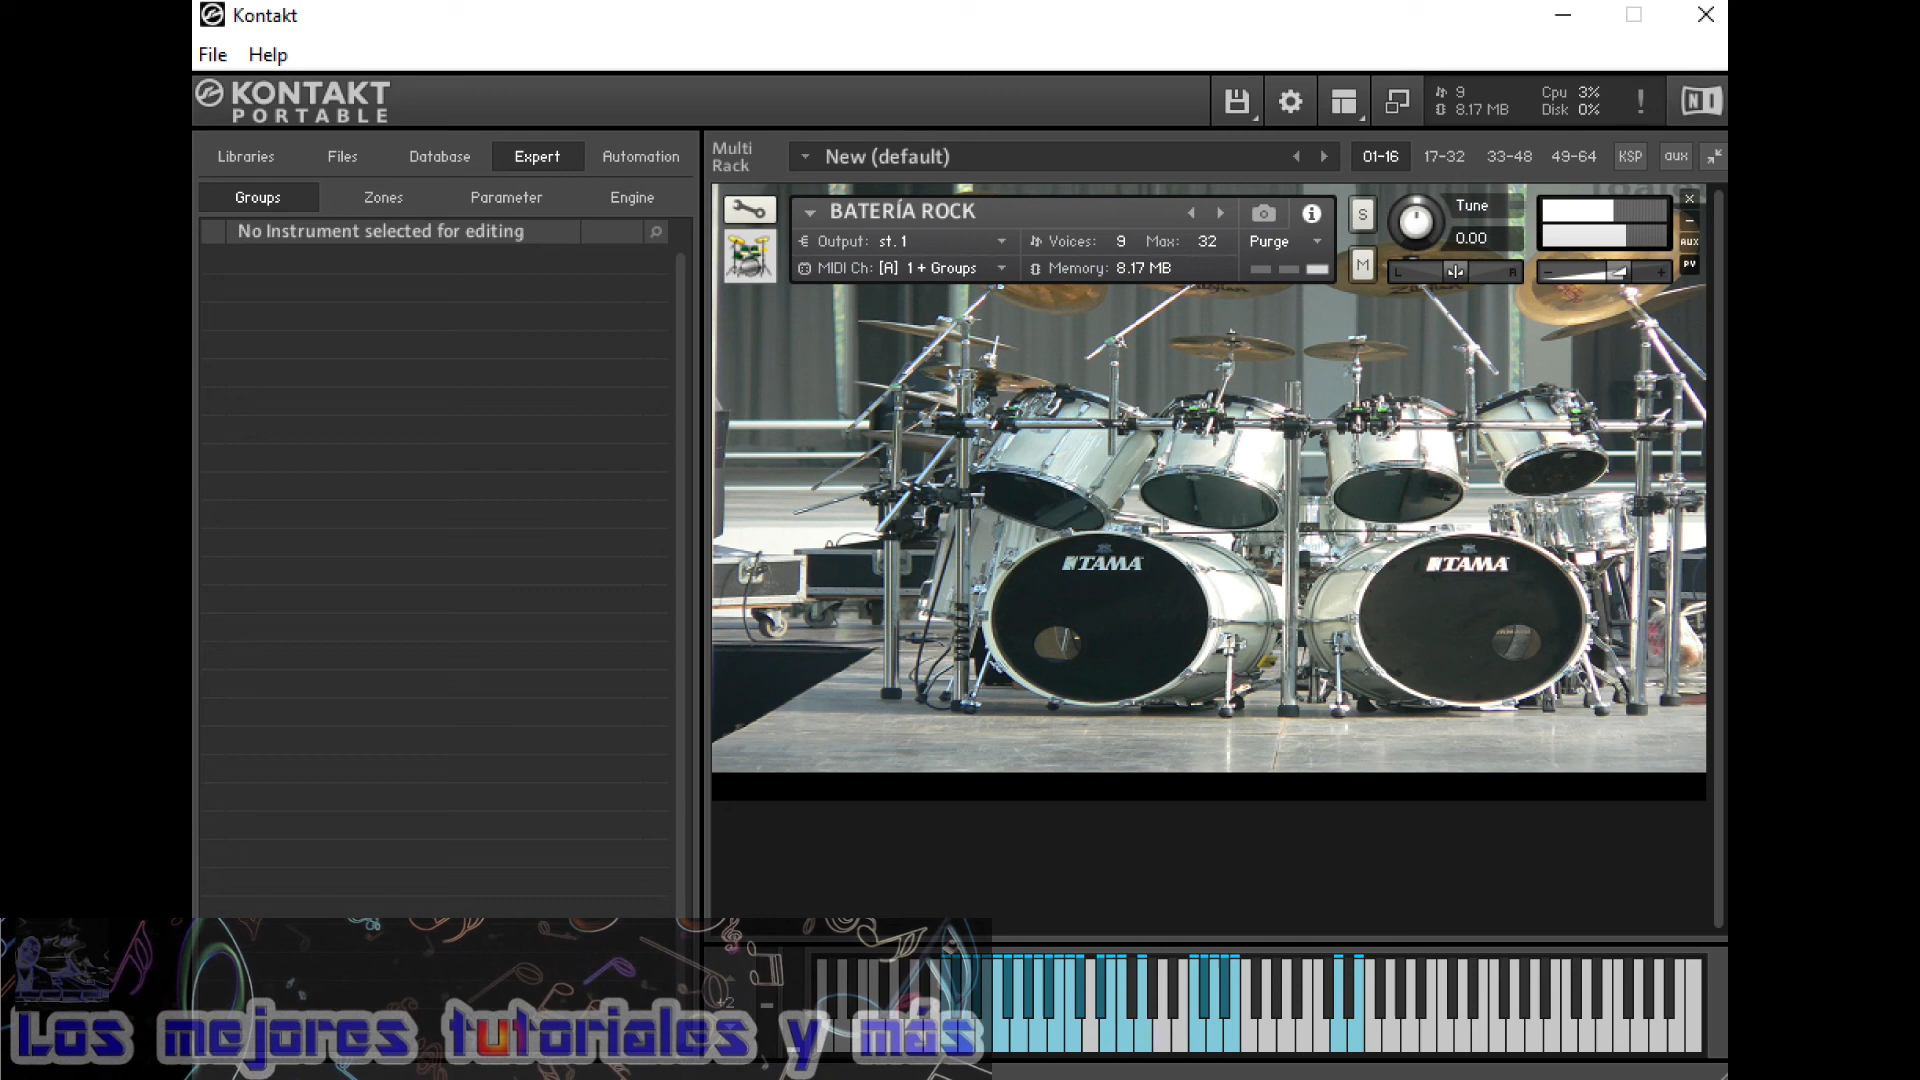 Kontakt
File Help
KONTAKT
PORTABLE
9
8.17 MB
Cpu 3%
Disk 0%
!
NI
Libraries Files Database Expert Automation
Groups Zones Parameter Engine
No Instrument selected for editing
Multi
Rack
New (default)
01-16 17-32 33-48 49-64 KSP aux
BATERÍA ROCK
Output: st.1 Voices: 9 Max: 32 Purge
MIDI Ch: [A] 1 + Groups Memory: 8.17 MB
S
M
Tune
0.00
L R
- +
AUX
PV
TAMA TAMA
+2
Los mejores tutoriales y más